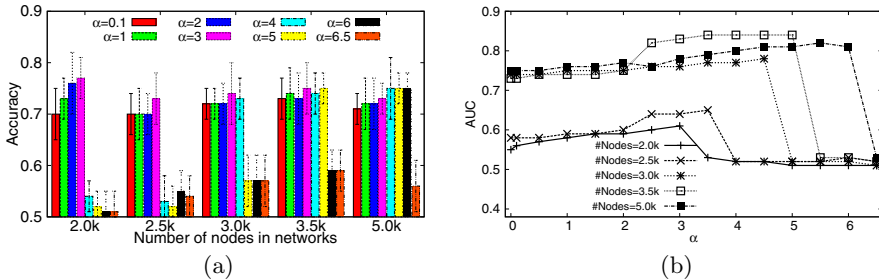 0.9
α=0.1 α=2 α=4 α=6
α=1 α=3 α=5 α=6.5
0.8
0.7
0.6
0.5
Accuracy
2.0k 2.5k 3.0k 3.5k 5.0k
Number of nodes in networks
(a)
0.9
0.8
0.7
0.6
0.5
0.4
AUC
#Nodes=2.0k
#Nodes=2.5k
#Nodes=3.0k
#Nodes=3.5k
#Nodes=5.0k
0 1 2 3 4 5 6
α
(b)